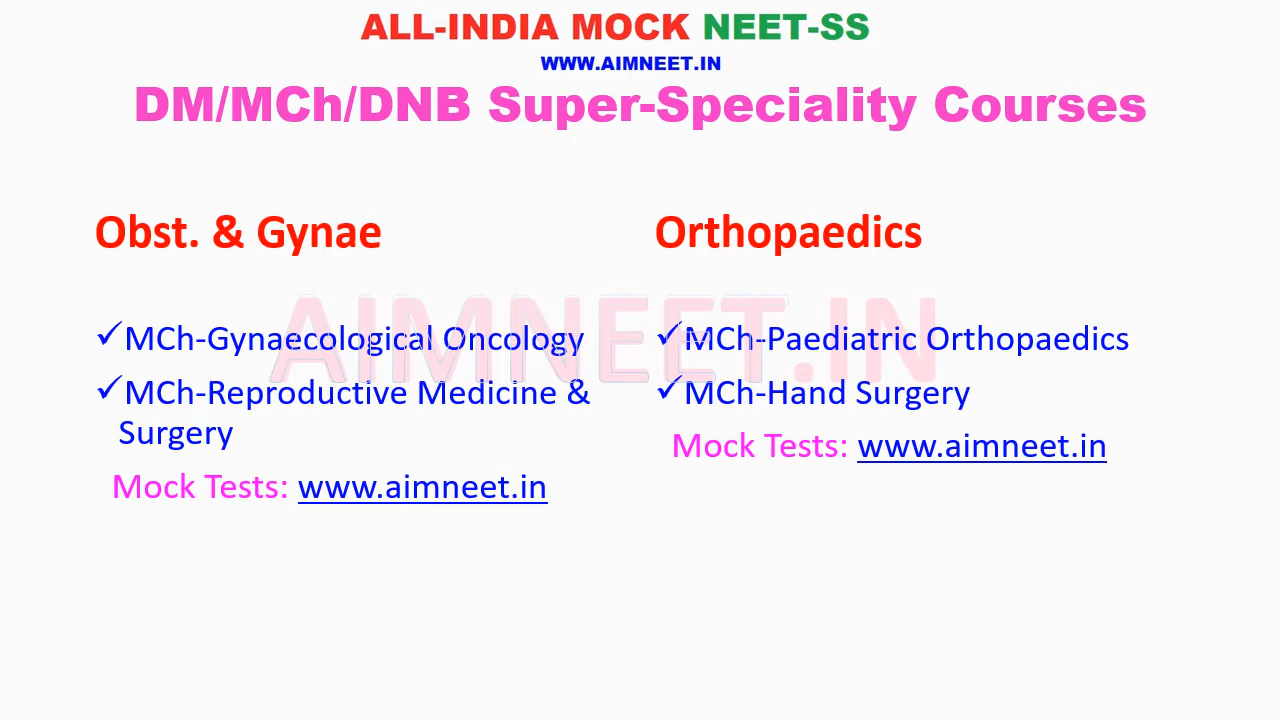 ALL-INDIA MOCK NEET-SS
WWW.AIMNEET.IN
DM/MCh/DNB Super-Speciality Courses
Obst. & Gynae
✓MCh-Gynaecological Oncology
✓MCh-Reproductive Medicine &
Surgery
Mock Tests: www.aimneet.in
Orthopaedics
✓MCh-Paediatric Orthopaedics
✓MCh-Hand Surgery
Mock Tests: www.aimneet.in
AIMNEET.IN